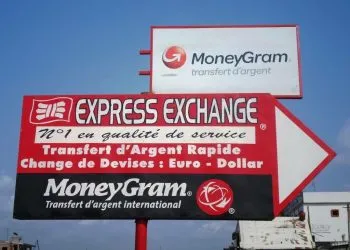 MoneyGram
transfert d'argent
EXPRESS EXCHANGE ®
N°1 en qualité de service
Transfert d'Argent Rapide
Change de Devises : Euro - Dollar
MoneyGram ®
Transfert d'argent international